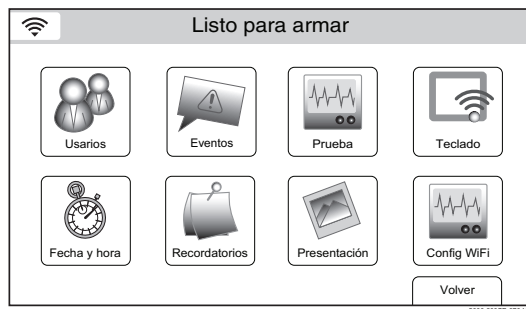 Listo para armar
Usarios
Eventos
Prueba
Teclado
Fecha y hora
Recordatorios
Presentación
Config WiFi
Volver